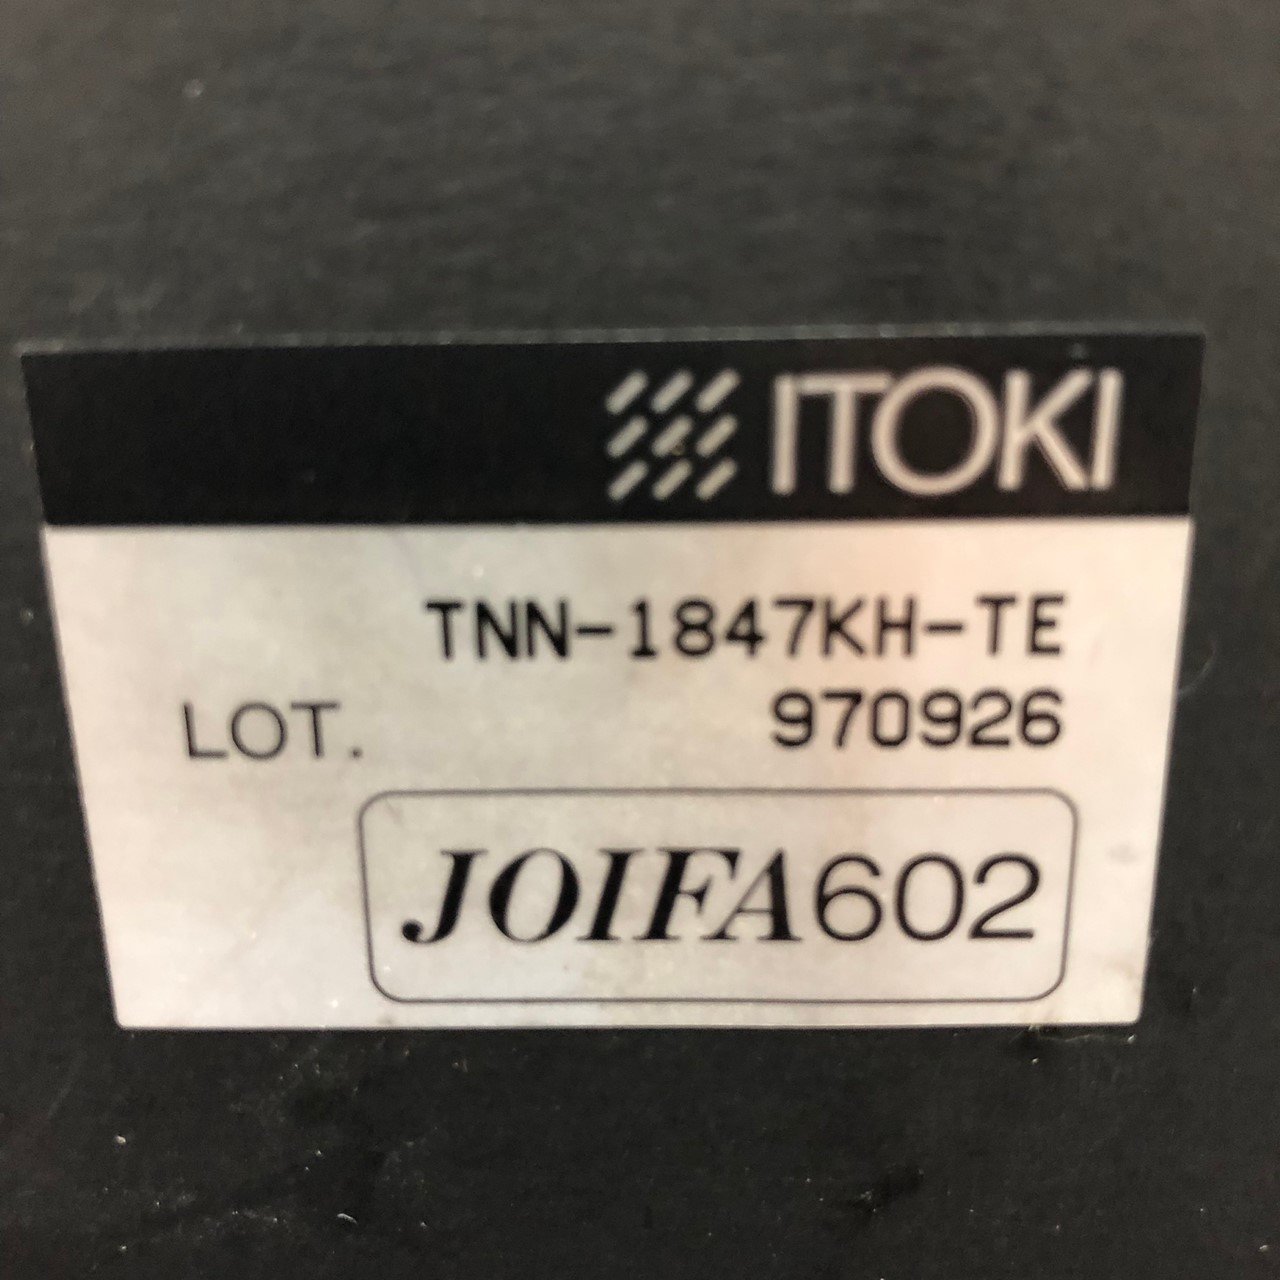 ITOKI
TNN-1847KH-TE
LOT. 970926
JOIFA602